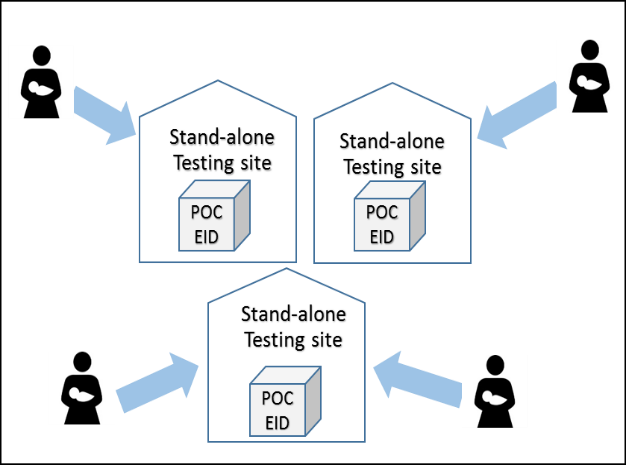 Stand-alone
Testing site
POC
EID
Stand-alone
Testing site
POC
EID
Stand-alone
Testing site
POC
EID